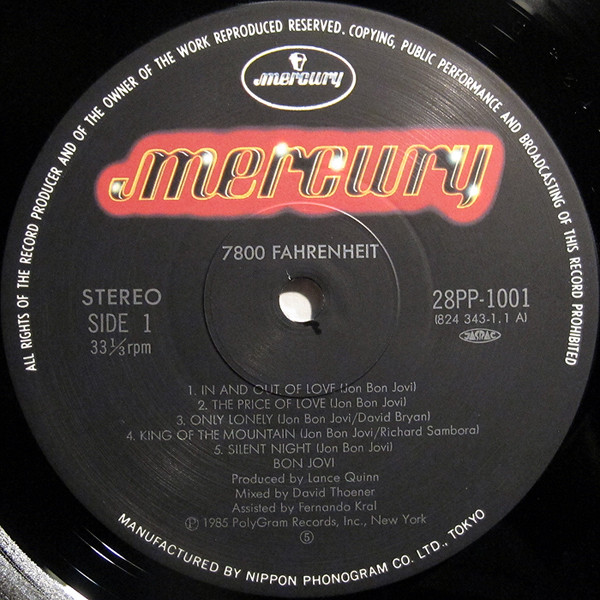 ALL RIGHTS OF THE RECORD PRODUCER AND OF THE OWNER OF THE WORK REPRODUCED RESERVED. COPYING, PUBLIC PERFORMANCE AND BROADCASTING OF THIS RECORD PROHIBITED
mercury
mercury
7800 FAHRENHEIT
STEREO
SIDE 1
33 1/3 rpm
28PP-1001
(824 343-1.1 A)
JASRAC
1. IN AND OUT OF LOVE (Jon Bon Jovi)
2. THE PRICE OF LOVE (Jon Bon Jovi)
3. ONLY LONELY (Jon Bon Jovi/David Bryan)
4. KING OF THE MOUNTAIN (Jon Bon Jovi/Richard Sambora)
5. SILENT NIGHT (Jon Bon Jovi)
BON JOVI
Produced by Lance Quinn
Mixed by David Thoener
Assisted by Fernando Kral
℗ 1985 PolyGram Records, Inc., New York
⑤
MANUFACTURED BY NIPPON PHONOGRAM CO. LTD., TOKYO